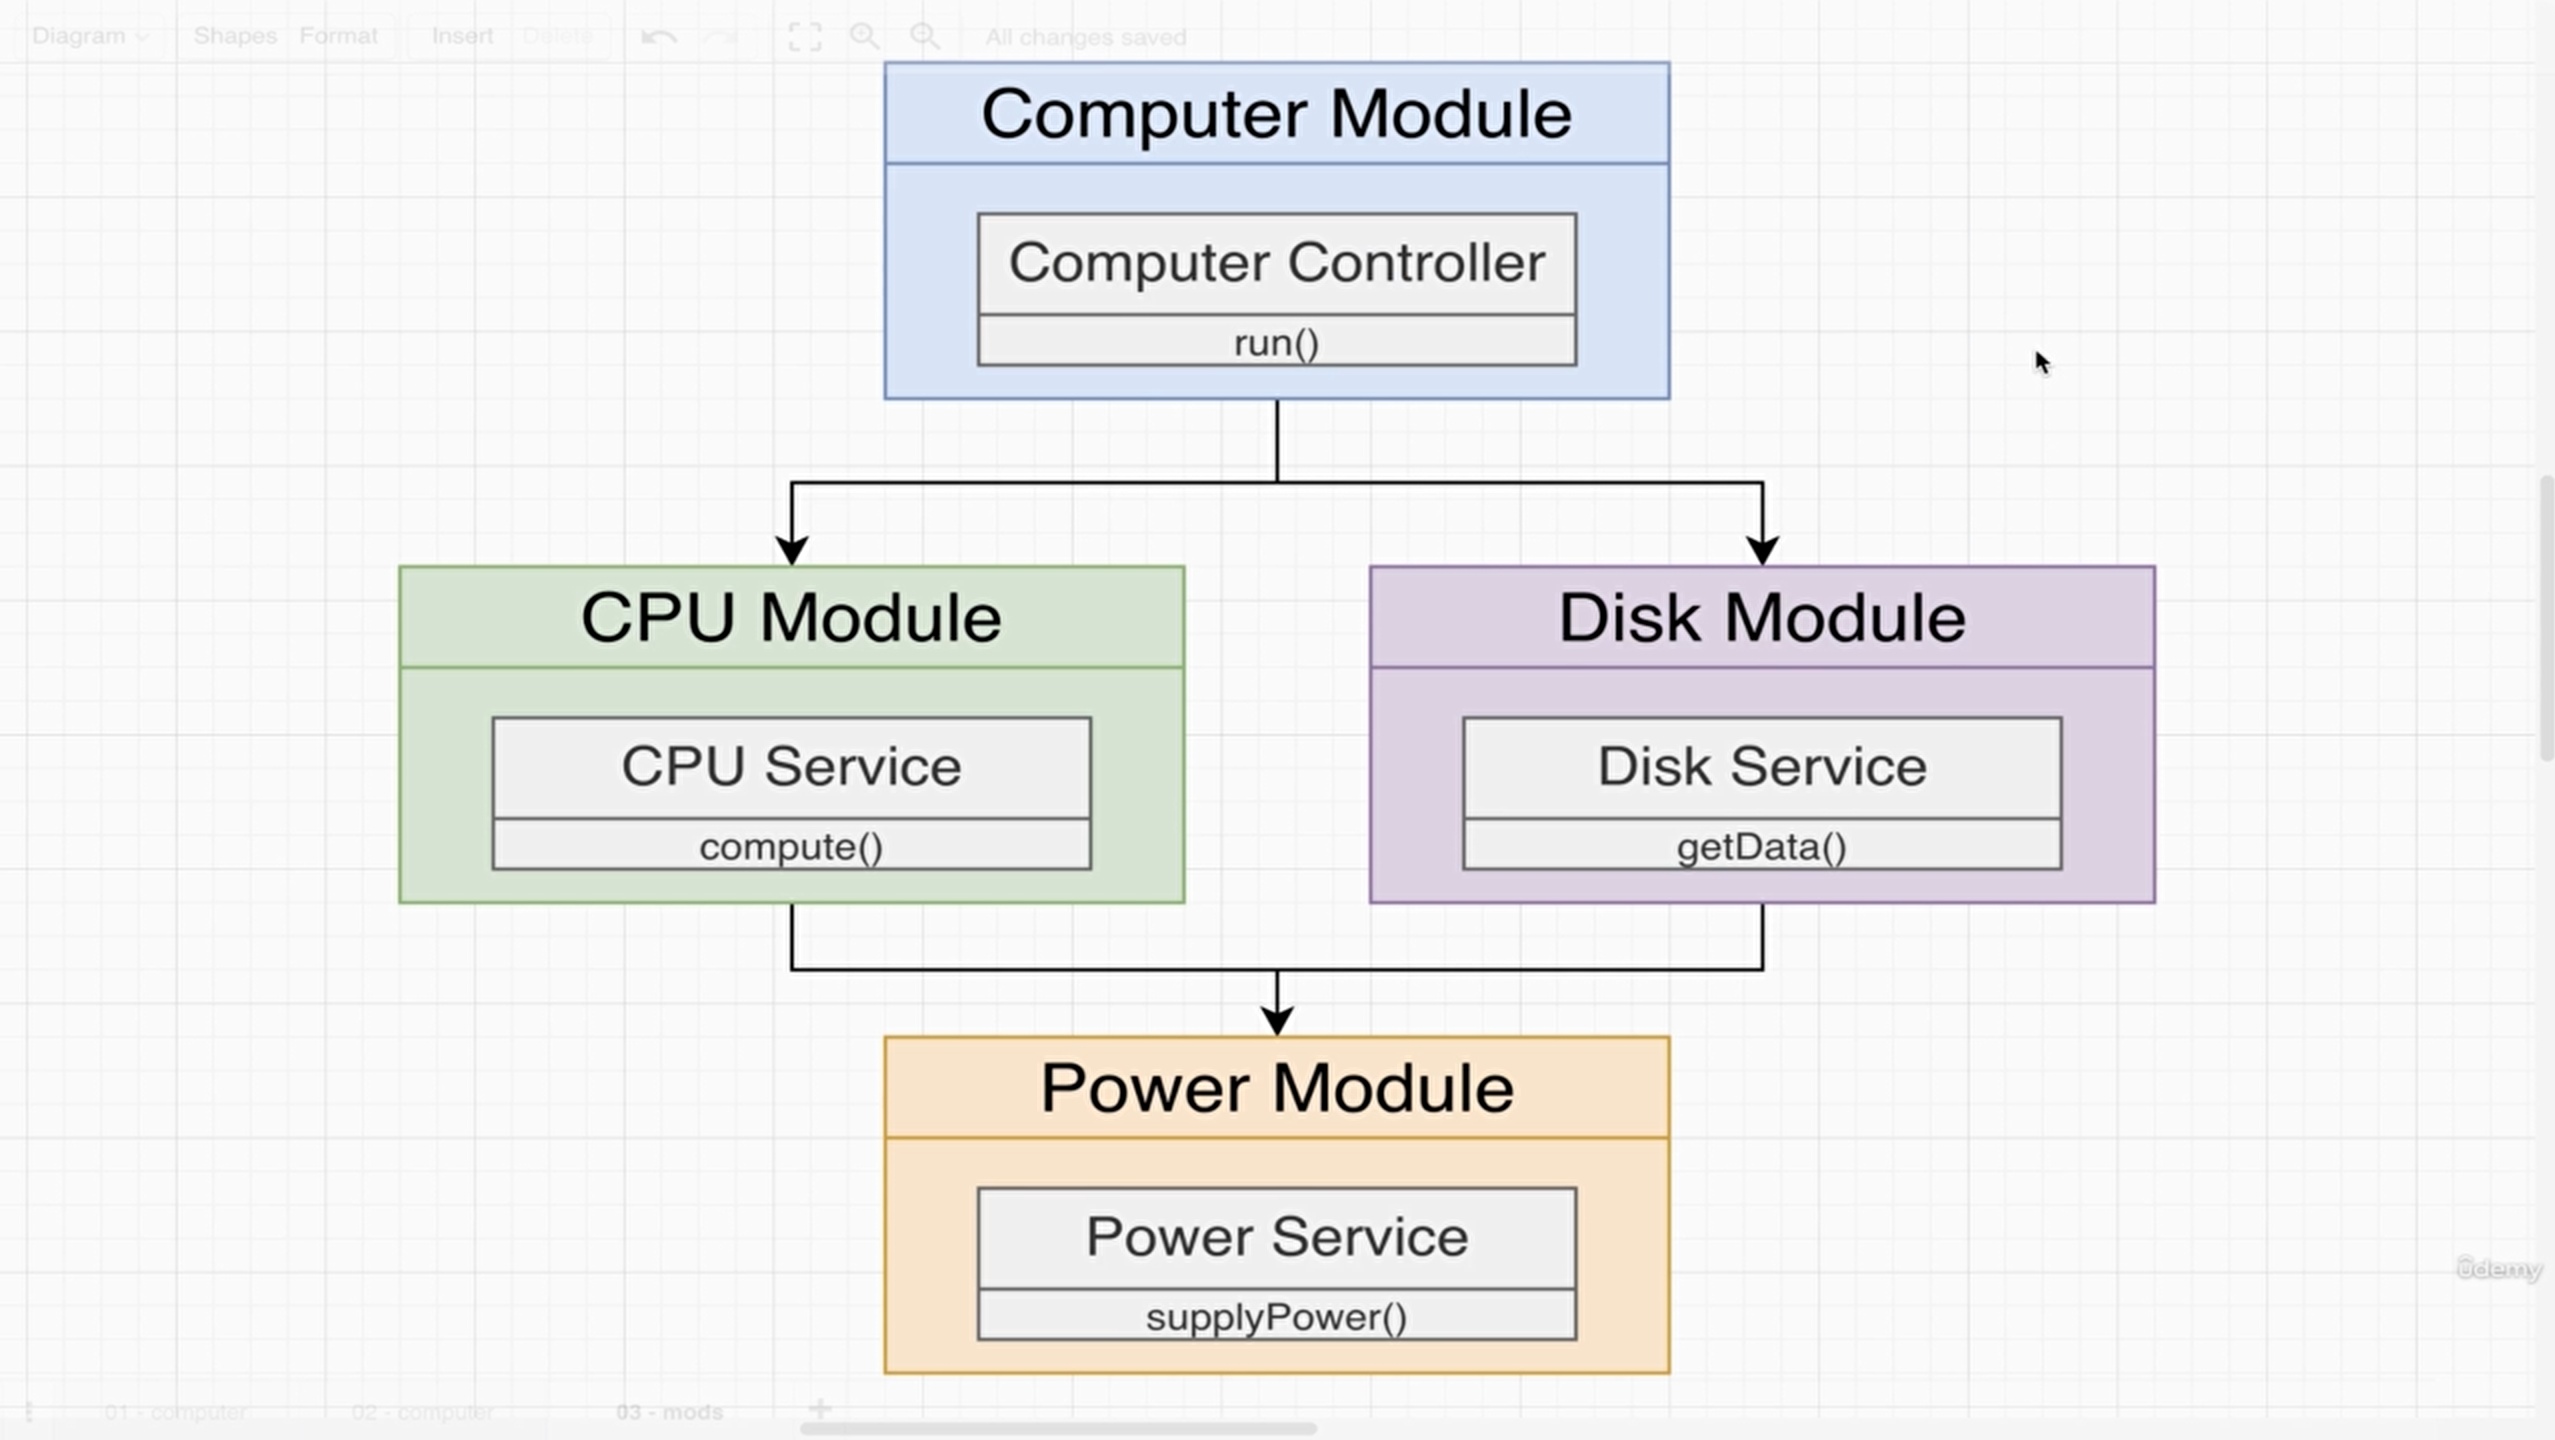 Diagram Shapes Format Insert Delete All changes saved
Computer Module
Computer Controller
run()
CPU Module
CPU Service
compute()
Disk Module
Disk Service
getData()
Power Module
Power Service
supplyPower()
ûdemy
01 - computer 02 - computer 03 - mods